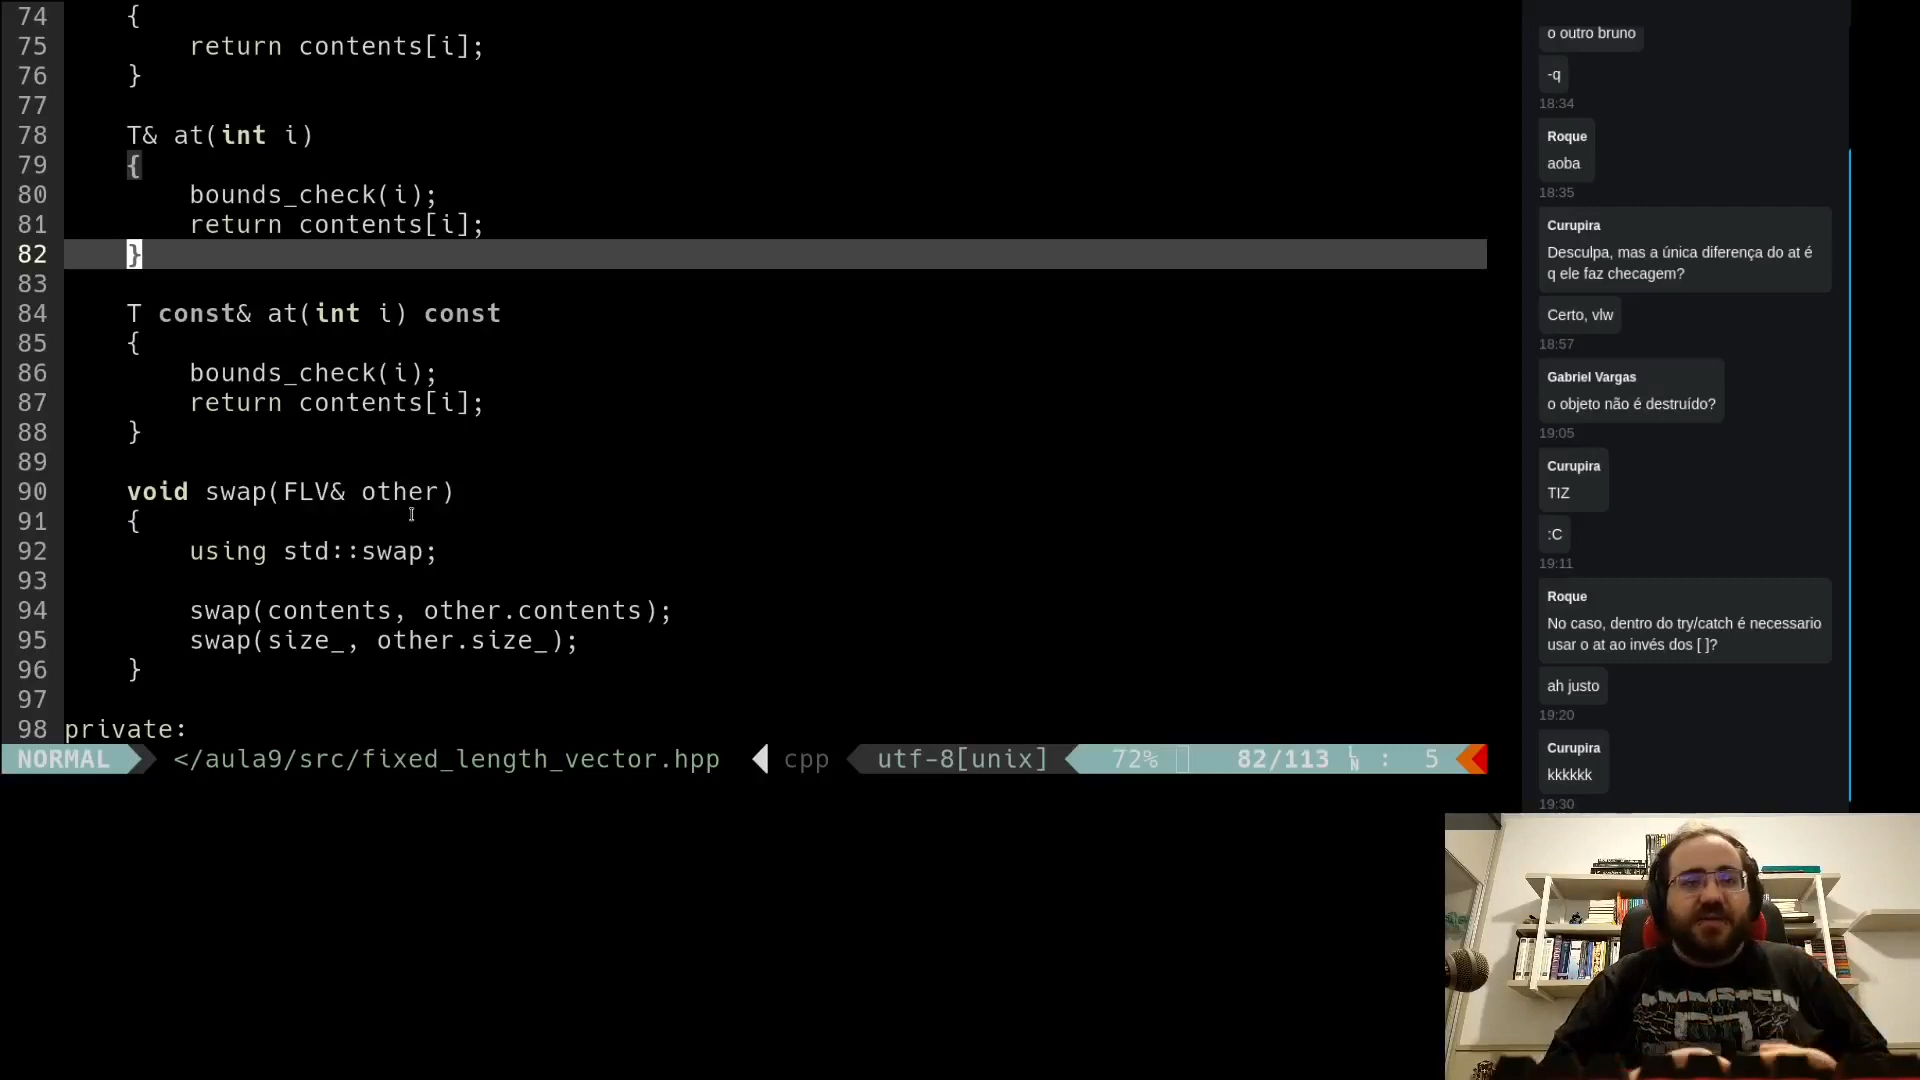 74 {
75 return contents[i];
76 }
77
78 T& at(int i)
79 {
80 bounds_check(i);
81 return contents[i];
82 }
83
84 T const& at(int i) const
85 {
86 bounds_check(i);
87 return contents[i];
88 }
89
90 void swap(FLV& other)
91 {
92 using std::swap;
93
94 swap(contents, other.contents);
95 swap(size_, other.size_);
96 }
97
98 private:
NORMAL </aula9/src/fixed_length_vector.hpp cpp utf-8[unix] 72% 82/113 LN : 5
o outro bruno
-q
18:34
Roque
aoba
18:35
Curupira
Desculpa, mas a única diferença do at é
q ele faz checagem?
Certo, vlw
18:57
Gabriel Vargas
o objeto não é destruído?
19:05
Curupira
TIZ
:C
19:11
Roque
No caso, dentro do try/catch é necessario
usar o at ao invés dos [ ]?
ah justo
19:20
Curupira
kkkkkk
19:30
RAMMSTEIN